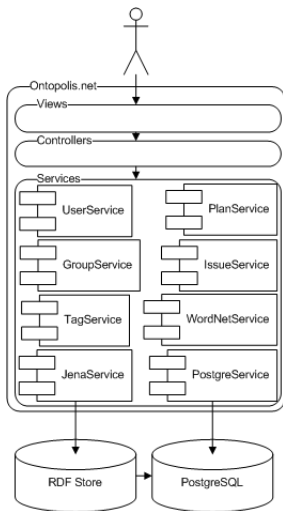 Ontopolis.net
Views
Controllers
Services
UserService
PlanService
GroupService
IssueService
TagService
WordNetService
JenaService
PostgreService
RDF Store
PostgreSQL